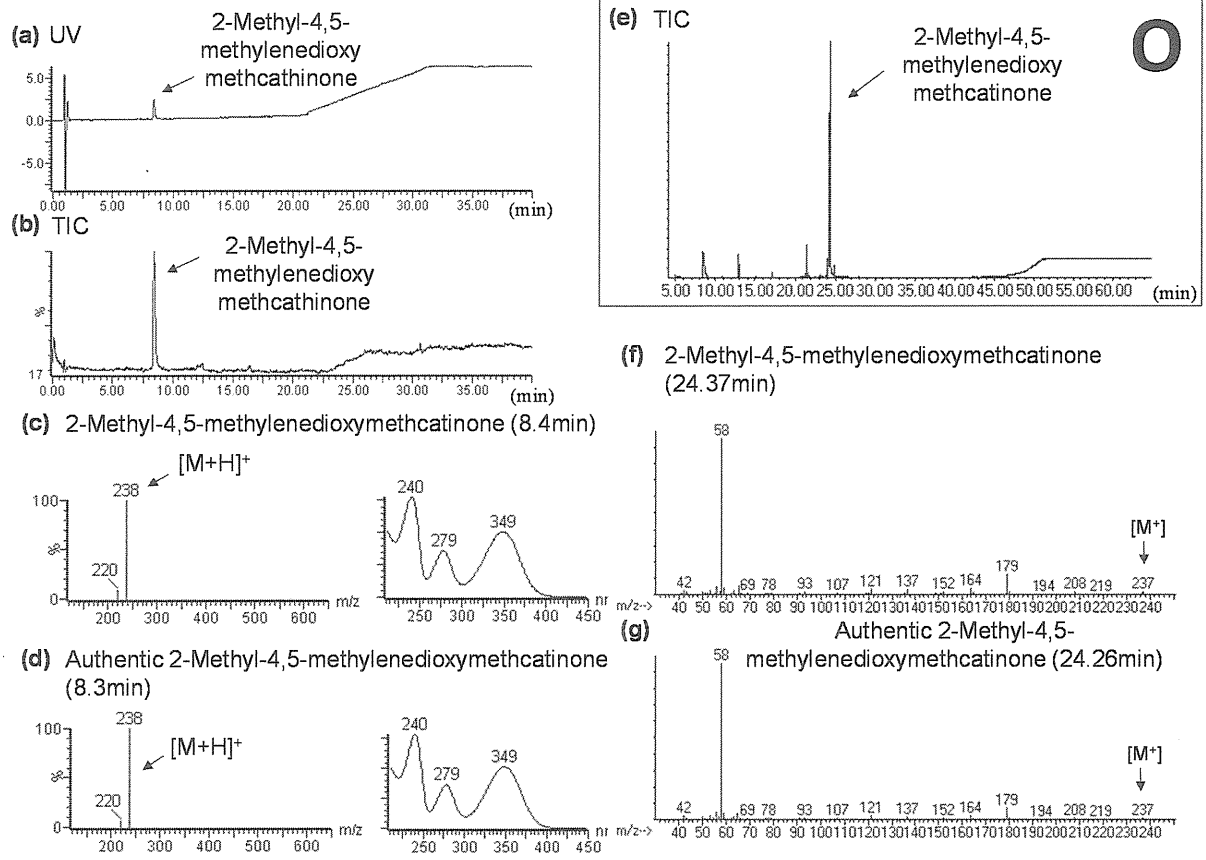 (a) UV
2-Methyl-4,5-
methylenedioxy
methcathinone
5.0
0.0
-5.0
0.00 5.00 10.00 15.00 20.00 25.00 30.00 35.00 (min)
(b) TIC
2-Methyl-4,5-
methylenedioxy
methcathinone
%
17
0.00 5.00 10.00 15.00 20.00 25.00 30.00 35.00 (min)
(c) 2-Methyl-4,5-methylenedioxymethcatinone (8.4min)
[M+H]+
238
220
100
%
0
200 300 400 500 600 m/z
240
279
349
250 300 350 400 450 nr
(d) Authentic 2-Methyl-4,5-methylenedioxymethcatinone
(8.3min)
238
[M+H]+
220
100
%
0
200 300 400 500 600 m/z
240
279
349
250 300 350 400 450 nr
(e) TIC
O
2-Methyl-4,5-
methylenedioxy
methcatinone
5.00 10.00 15.00 20.00 25.00 30.00 35.00 40.00 45.00 50.00 55.00 60.00 (min)
(f) 2-Methyl-4,5-methylenedioxymethcatinone
(24.37min)
58
[M+]
42 69 78 93 107 121 137 152 164 179 194 208 219 237
m/z--> 40 50 60 70 80 90 100 110 120 130 140 150 160 170 180 190 200 210 220 230 240
(g) Authentic 2-Methyl-4,5-
methylenedioxymethcatinone (24.26min)
58
[M+]
42 69 78 93 107 121 137 152 164 179 194 208 219 237
m/z--> 40 50 60 70 80 90 100 110 120 130 140 150 160 170 180 190 200 210 220 230 240